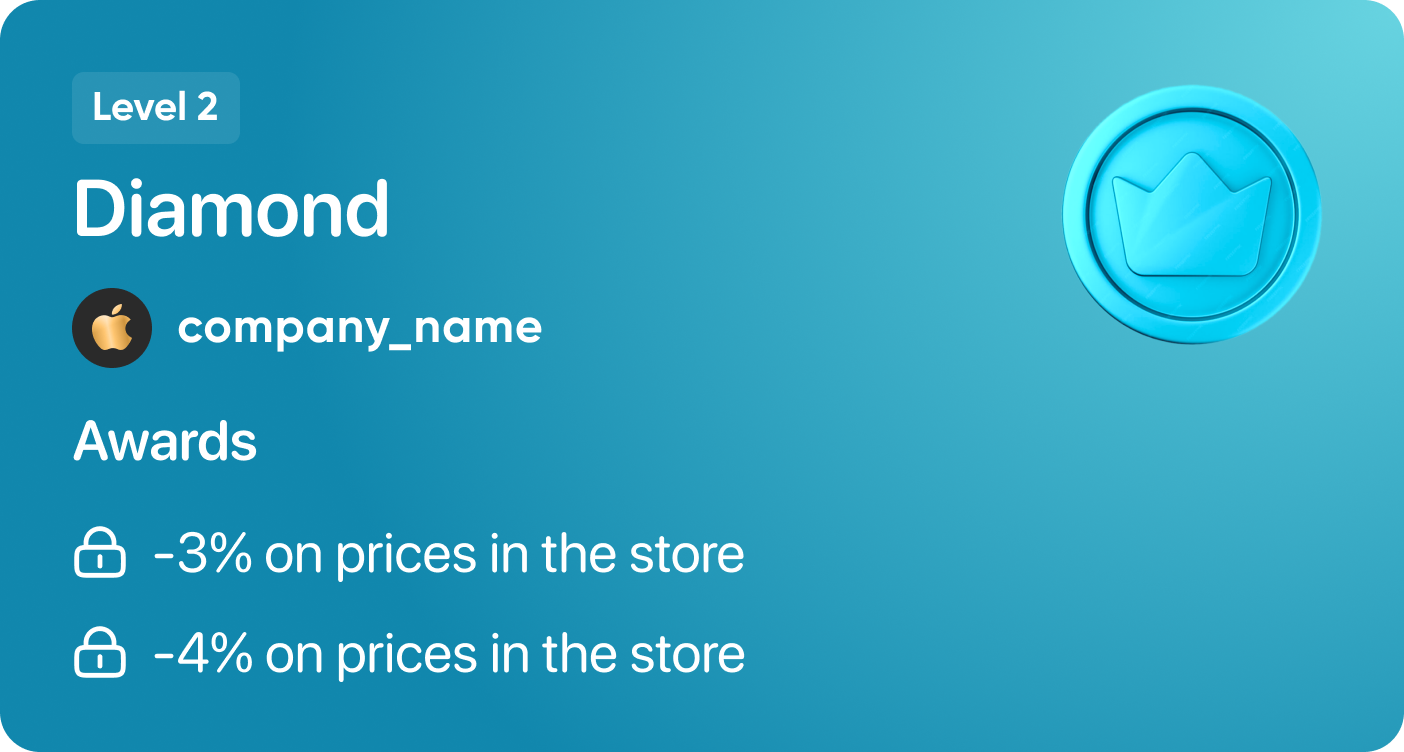 Level 2
Diamond
company_name
Awards
-3% on prices in the store
-4% on prices in the store